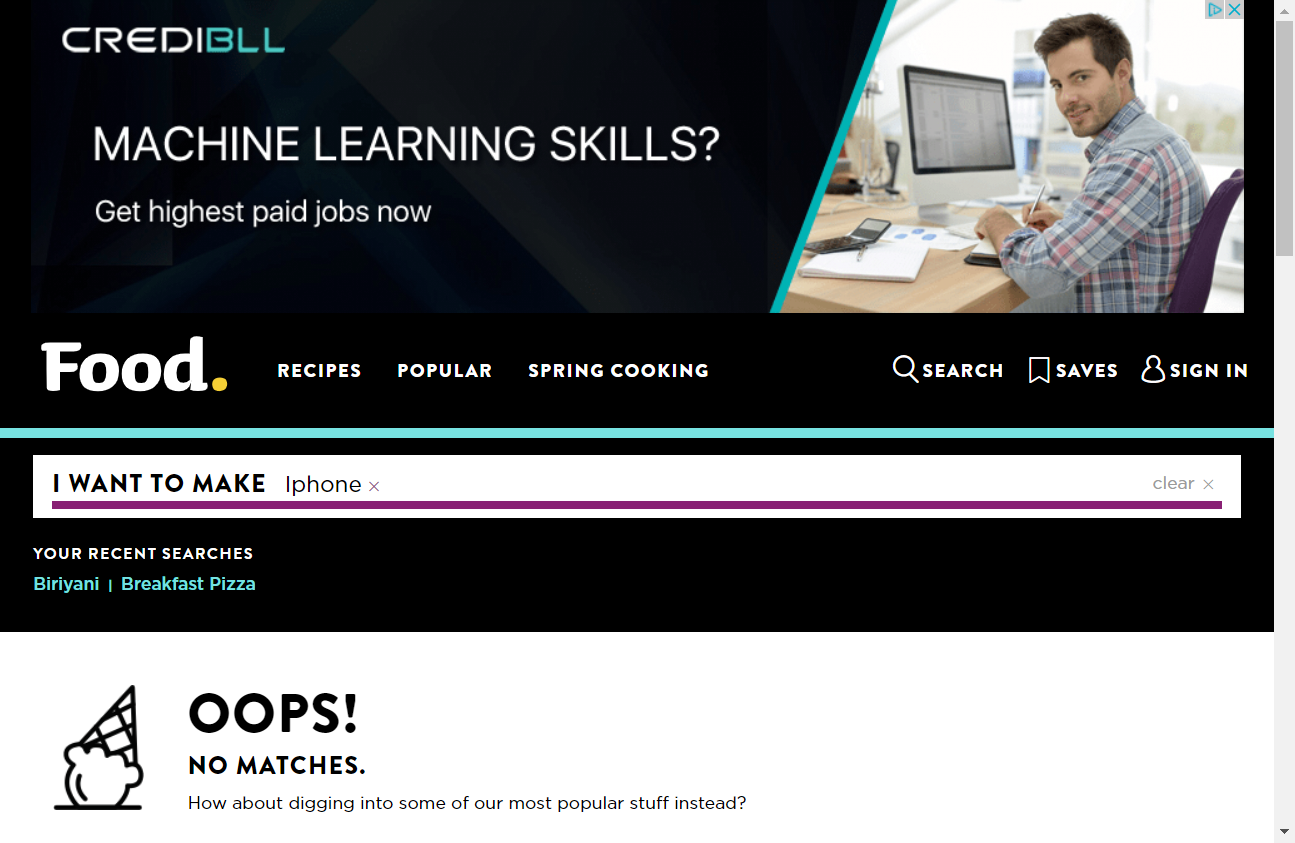 CREDIBLL
MACHINE LEARNING SKILLS?
Get highest paid jobs now
Food.
RECIPES
POPULAR
SPRING COOKING
SEARCH
SAVES
SIGN IN
I WANT TO MAKE Iphone ×
clear ×
YOUR RECENT SEARCHES
Biriyani | Breakfast Pizza
OOPS!
NO MATCHES.
How about digging into some of our most popular stuff instead?